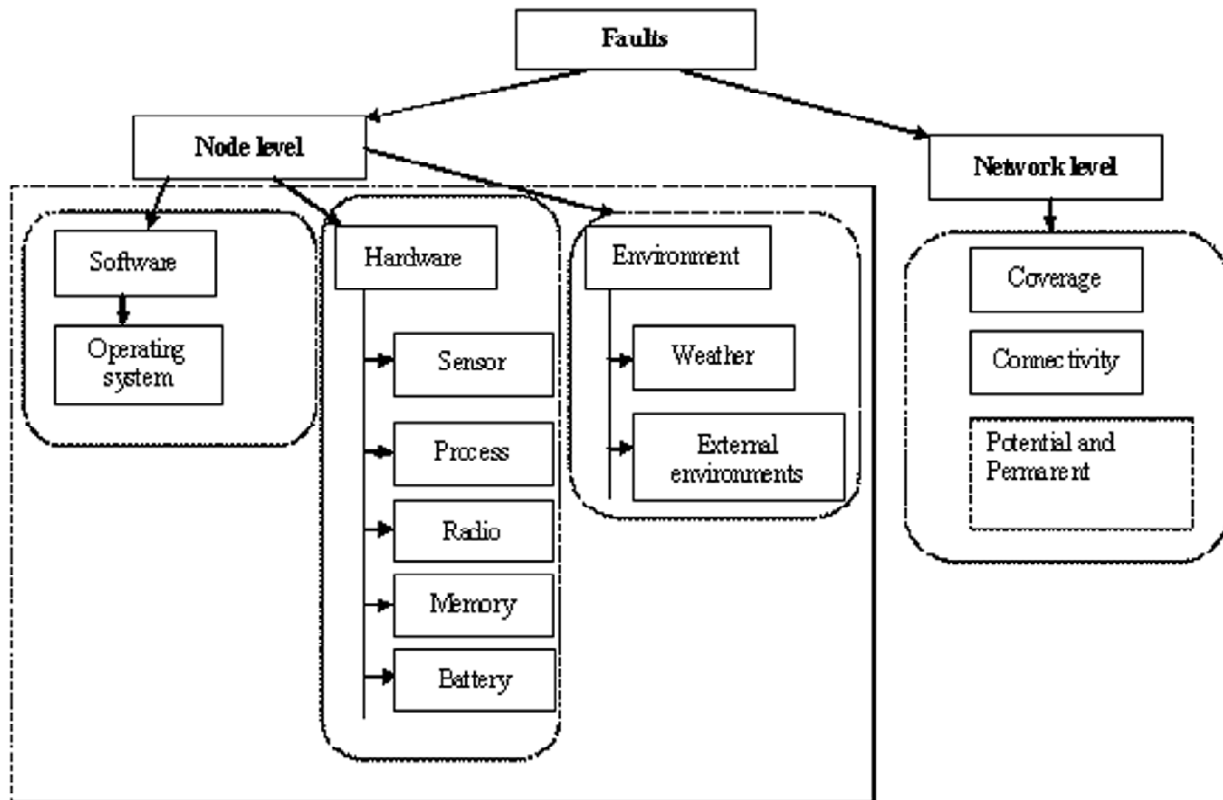 Faults
Node level
Network level
Software
Operating
system
Hardware
Sensor
Process
Radio
Memory
Battery
Environment
Weather
External
environments
Coverage
Connectivity
Potential and
Permarent